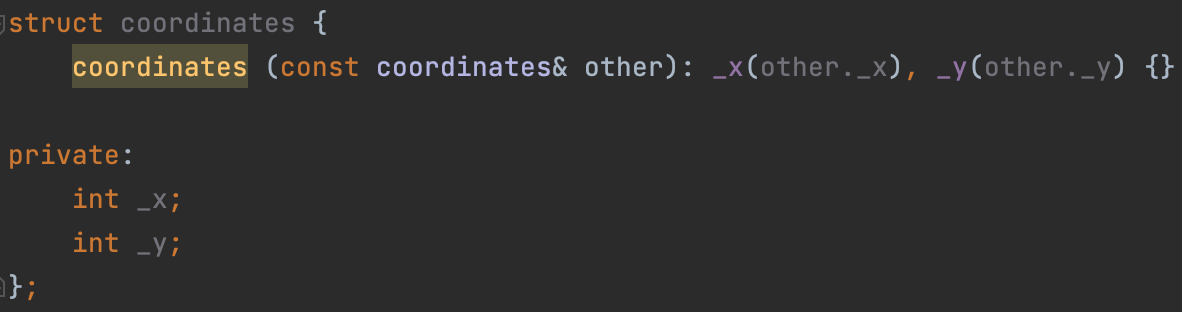 struct coordinates {
    coordinates (const coordinates& other): _x(other._x), _y(other._y) {}
private:
    int _x;
    int _y;
};